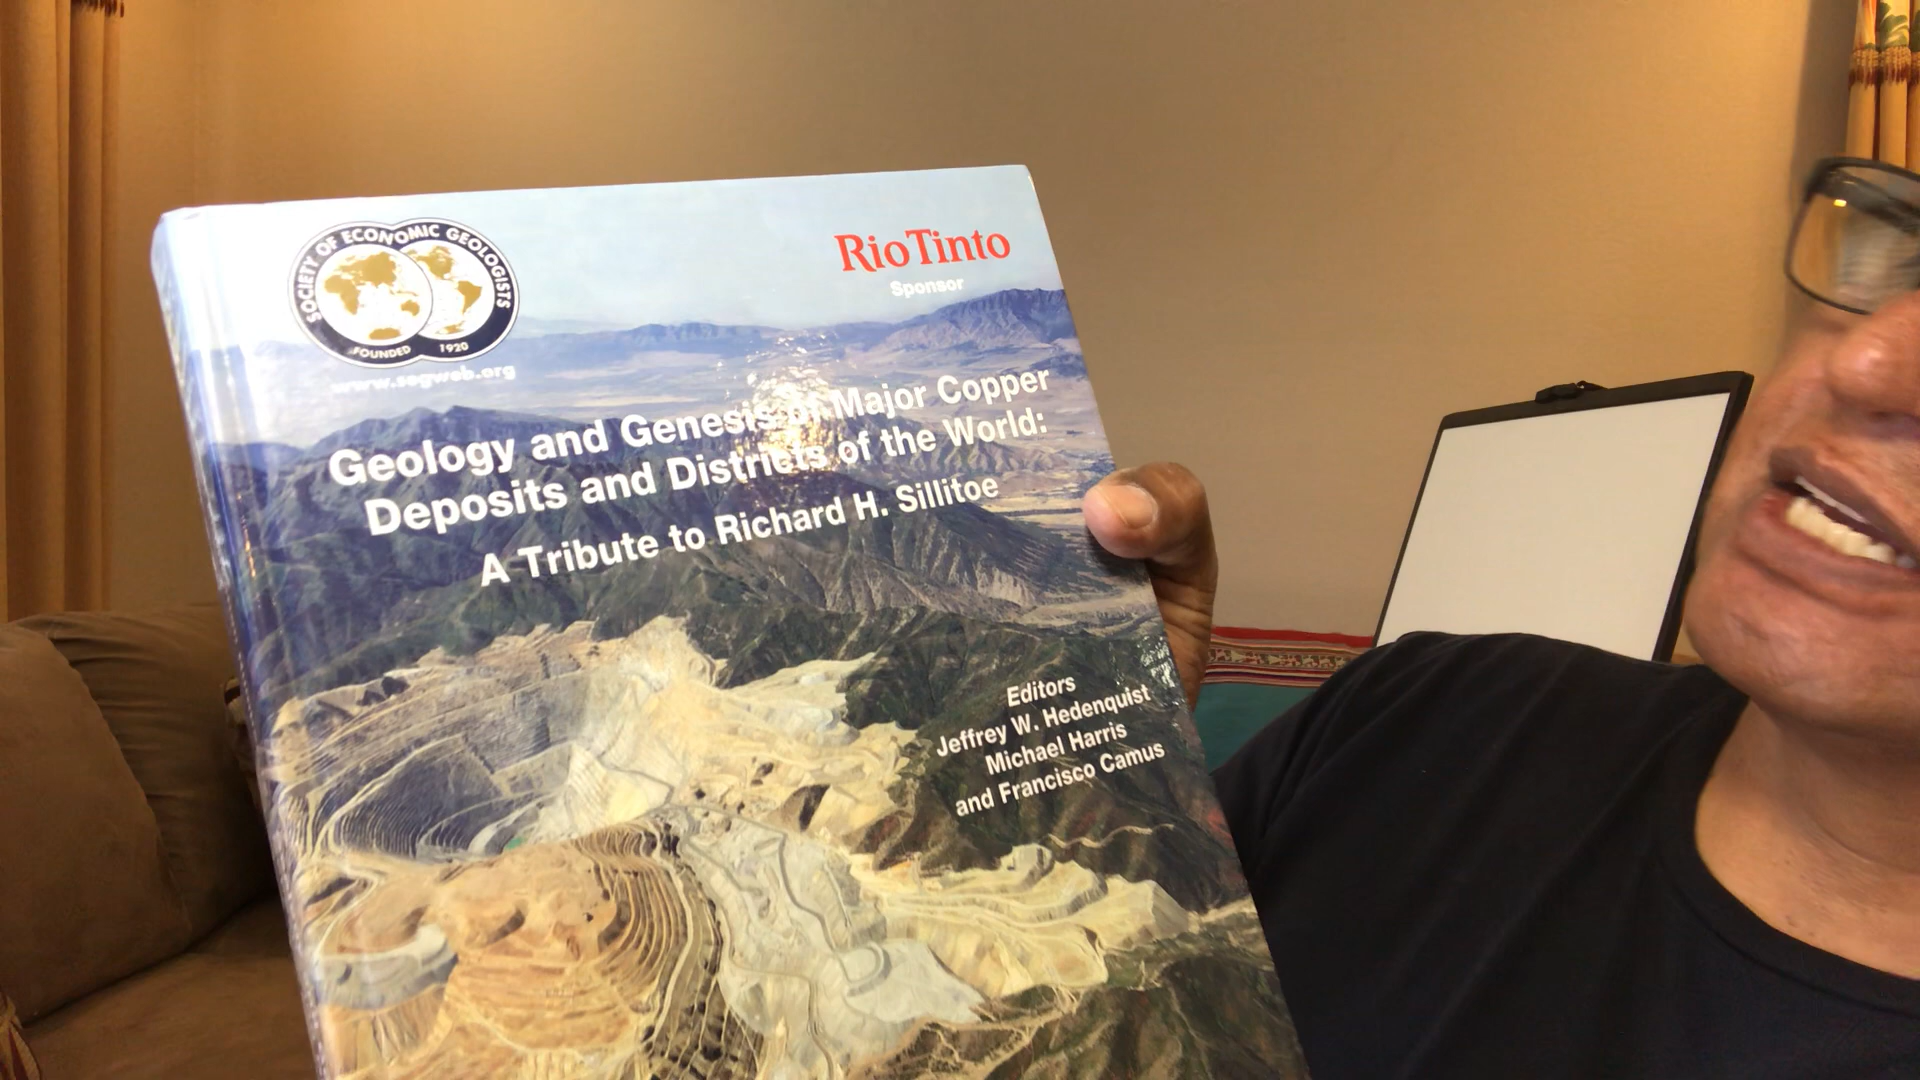 SOCIETY OF ECONOMIC GEOLOGISTS
FOUNDED 1920
www.segweb.org
RioTinto
Sponsor
Geology and Genesis of Major Copper
Deposits and Districts of the World:
A Tribute to Richard H. Sillitoe
Editors
Jeffrey W. Hedenquist
Michael Harris
and Francisco Camus